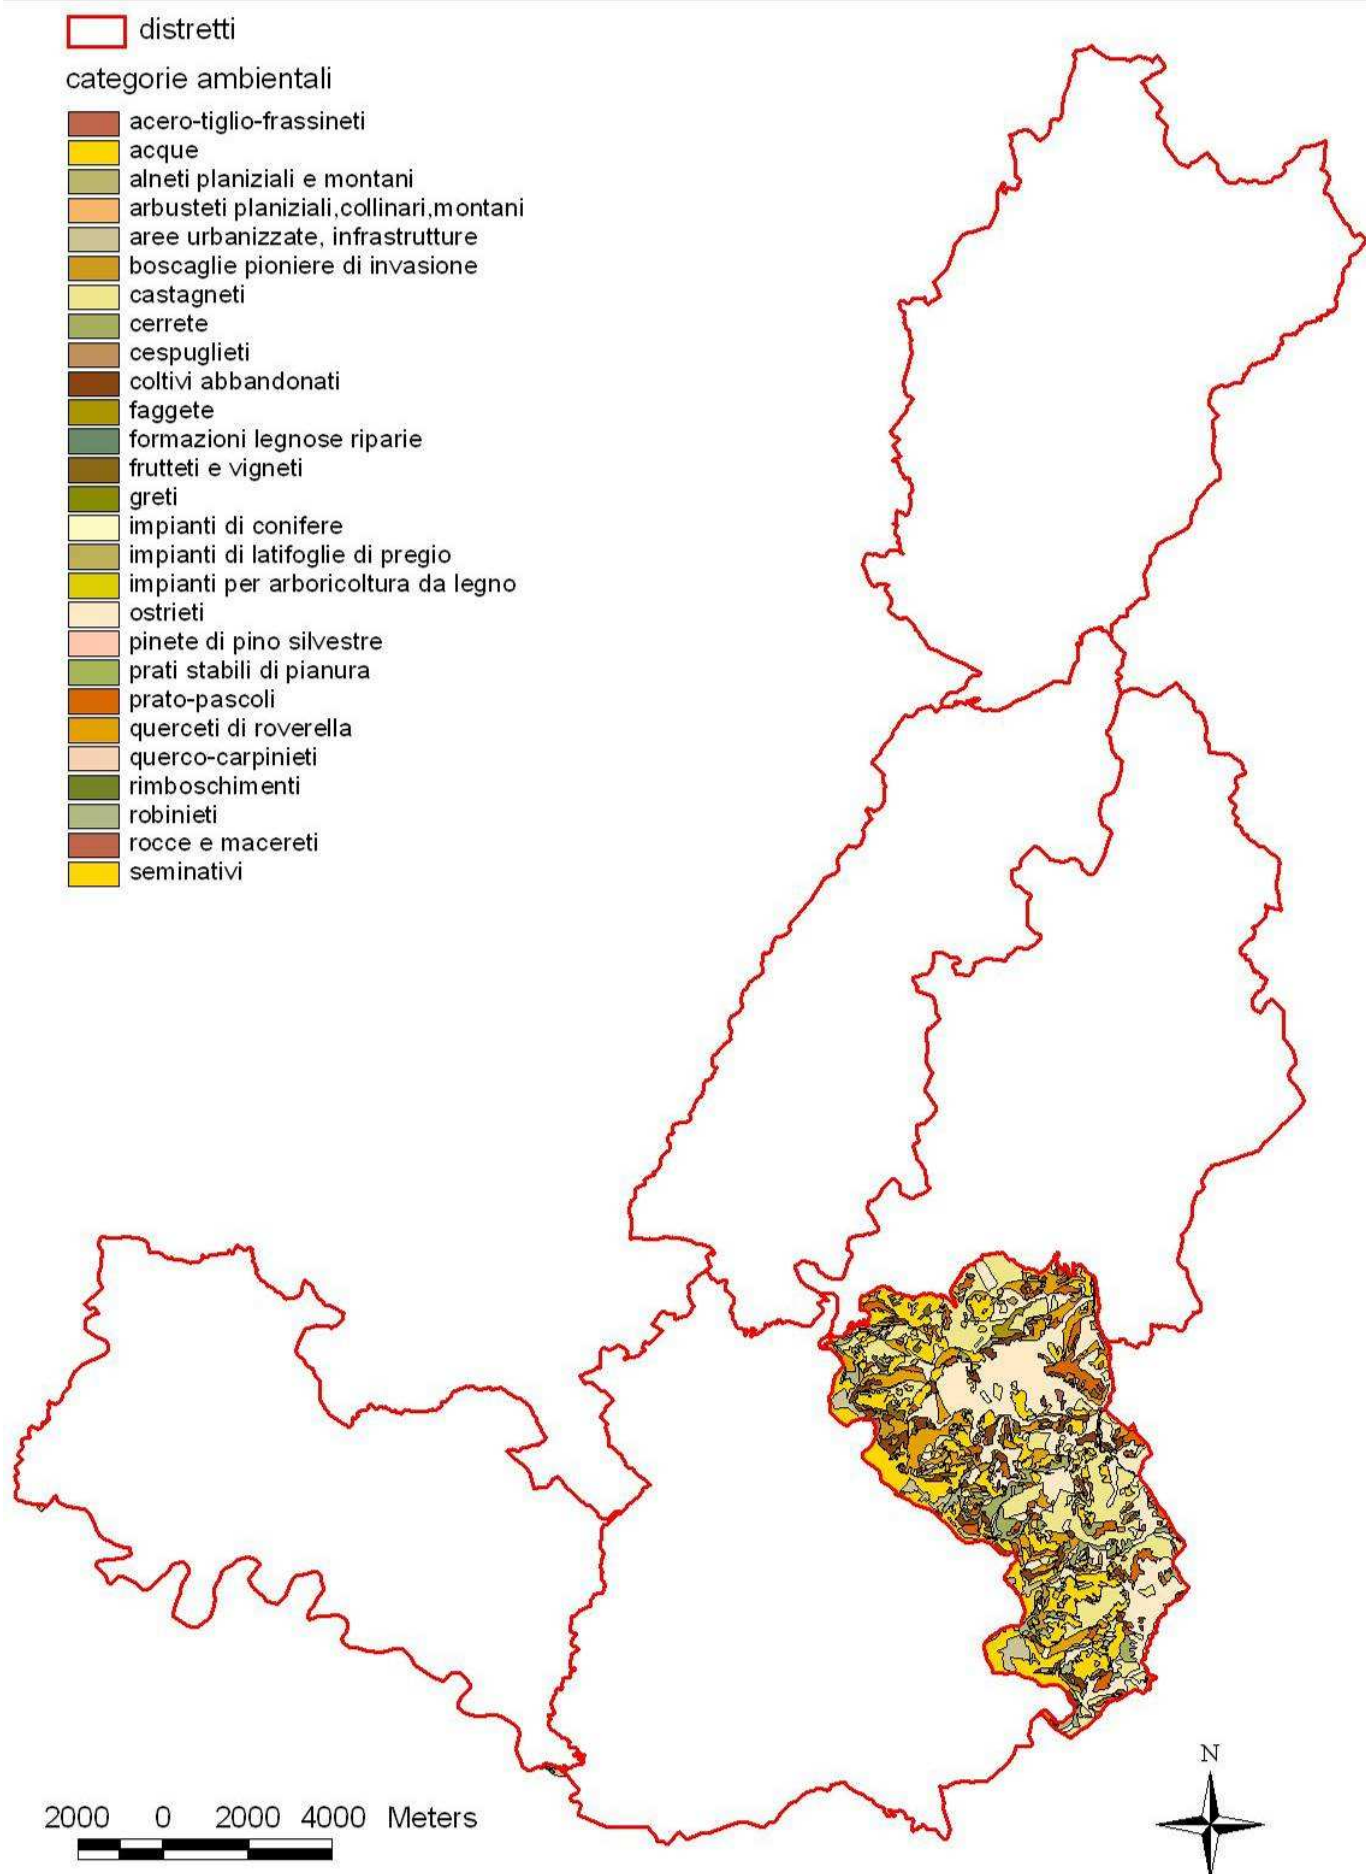 distretti
categorie ambientali
acero-tiglio-frassineti
acque
alneti planiziali e montani
arbusteti planiziali,collinari,montani
aree urbanizzate, infrastrutture
boscaglie pioniere di invasione
castagneti
cerrete
cespuglieti
coltivi abbandonati
faggete
formazioni legnose riparie
frutteti e vigneti
greti
impianti di conifere
impianti di latifoglie di pregio
impianti per arboricoltura da legno
ostrieti
pinete di pino silvestre
prati stabili di pianura
prato-pascoli
querceti di roverella
querco-carpinieti
rimboschimenti
robinieti
rocce e macereti
seminativi
N
2000 0 2000 4000 Meters